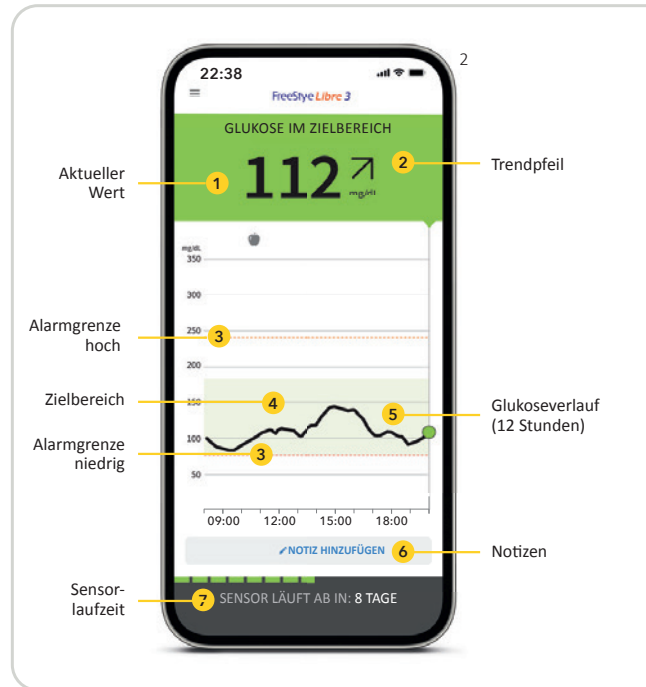 2
22:38
FreeStye Libre 3
GLUKOSE IM ZIELBEREICH
Aktueller
Wert
1
112
mg/dl
2
Trendpfeil
mg/dL
350
300
250
Alarmgrenze
hoch
3
200
150
Zielbereich
4
5
Glukoseverlauf
(12 Stunden)
100
Alarmgrenze
niedrig
3
50
09:00 12:00 15:00 18:00
NOTIZ HINZUFÜGEN
6
Notizen
Sensor-
laufzeit
7
SENSOR LÄUFT AB IN: 8 TAGE